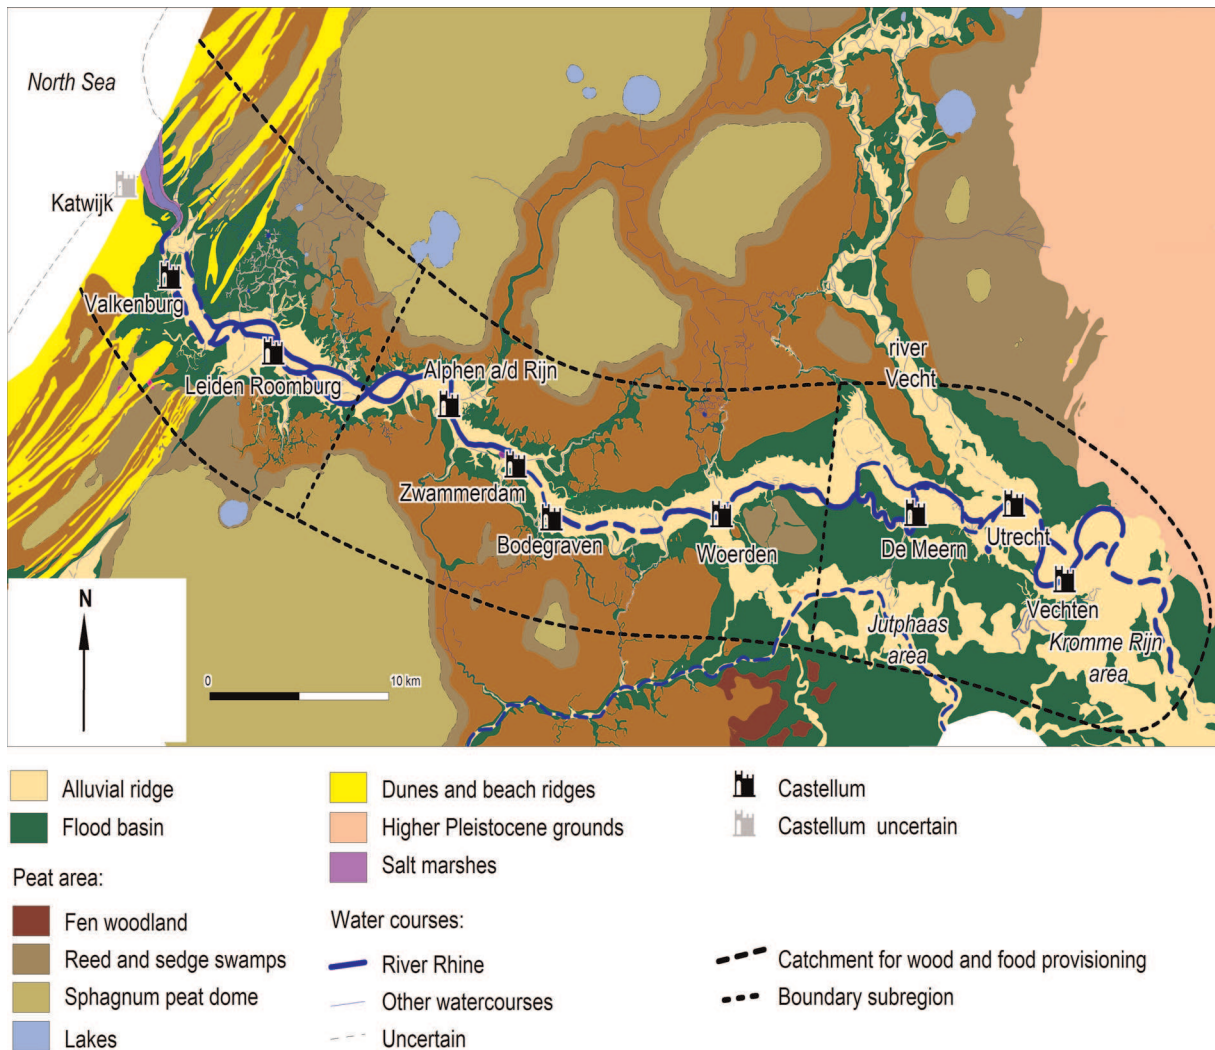 North Sea
Katwijk
Valkenburg
Leiden Roomburg
Alphen a/d Rijn
river
Vecht
Zwammerdam
Bodegraven
Woerden
De Meern
Utrecht
Vechten
Jutphaas
area
Kromme Rijn
area
N
0
10 km
Alluvial ridge
Flood basin
Peat area:
Fen woodland
Reed and sedge swamps
Sphagnum peat dome
Lakes
Dunes and beach ridges
Higher Pleistocene grounds
Salt marshes
Water courses:
River Rhine
Other watercourses
Uncertain
Castellum
Castellum uncertain
Catchment for wood and food provisioning
Boundary subregion